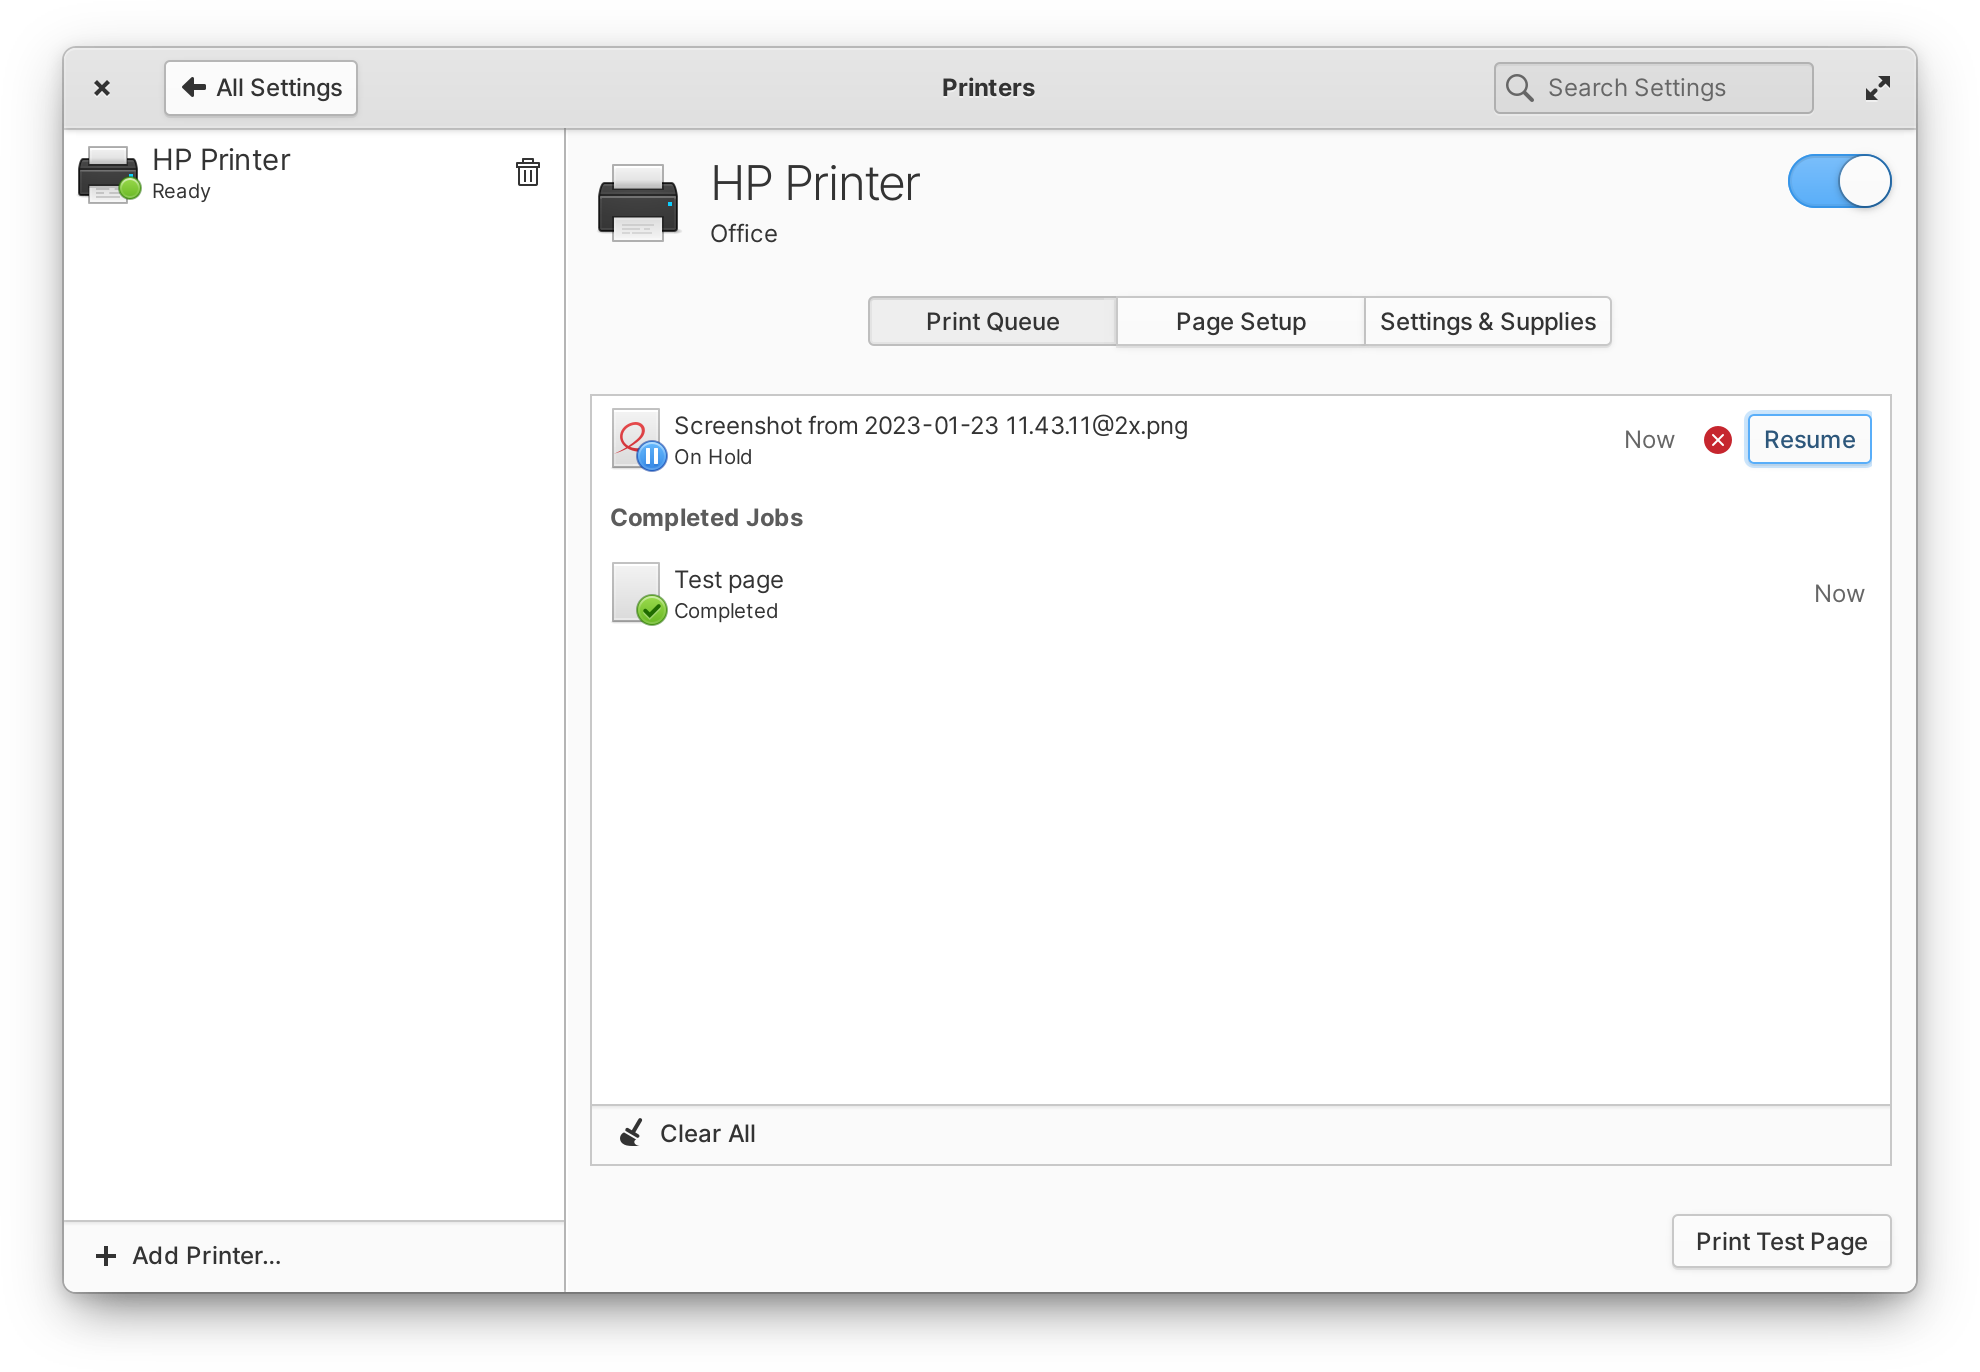 All Settings
Printers
Search Settings
HP Printer
Ready
HP Printer
Office
Print Queue
Page Setup
Settings & Supplies
Screenshot from 2023-01-23 11.43.11@2x.png
On Hold
Now
Resume
Completed Jobs
Test page
Completed
Now
Clear All
Add Printer...
Print Test Page